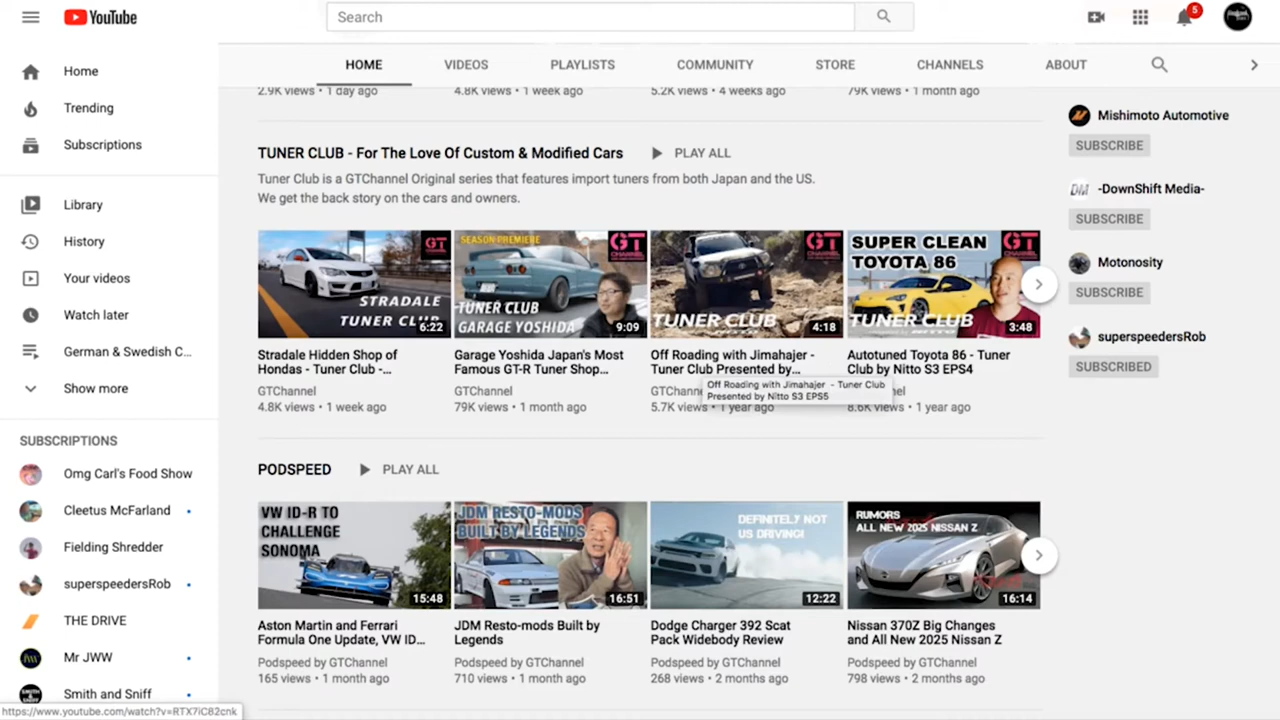 YouTube
Search
5
HOME
VIDEOS
PLAYLISTS
COMMUNITY
STORE
CHANNELS
ABOUT
Home
Trending
Subscriptions
Library
History
Your videos
Watch later
German & Swedish C...
Show more
SUBSCRIPTIONS
Omg Carl's Food Show
Cleetus McFarland
Fielding Shredder
superspeedersRob
THE DRIVE
Mr JWW
Smith and Sniff
https://www.youtube.com/watch?v=RTX7iC82cnk
2.9K views • 1 day ago
4.8K views • 1 week ago
5.2K views • 4 weeks ago
79K views • 1 month ago
TUNER CLUB - For The Love Of Custom & Modified Cars
PLAY ALL
Tuner Club is a GTChannel Original series that features import tuners from both Japan and the US.
We get the back story on the cars and owners.
GT
STRADALE
TUNER CLUB
6:22
Stradale Hidden Shop of
Hondas - Tuner Club -...
GTChannel
4.8K views • 1 week ago
SEASON PREMIERE
GT
CHANNEL
TUNER CLUB
GARAGE YOSHIDA
9:09
Garage Yoshida Japan's Most
Famous GT-R Tuner Shop...
GTChannel
79K views • 1 month ago
GT
CHANNEL
TUNER CLUB
4:18
Off Roading with Jimahajer -
Tuner Club Presented by...
GTChann
5.7K views • 1 year ago
Off Roading with Jimahajer - Tuner Club
Presented by Nitto S3 EPS5
SUPER CLEAN
TOYOTA 86
GT
CHANNEL
TUNER CLUB
3:48
Autotuned Toyota 86 - Tuner
Club by Nitto S3 EPS4
nel
8.6K views • 1 year ago
PODSPEED
PLAY ALL
VW ID-R TO
CHALLENGE
SONOMA
15:48
Aston Martin and Ferrari
Formula One Update, VW ID...
Podspeed by GTChannel
165 views • 1 month ago
JDM RESTO-MODS
BUILT BY LEGENDS
16:51
JDM Resto-mods Built by
Legends
Podspeed by GTChannel
710 views • 1 month ago
DEFINITELY NOT
US DRIVING!
12:22
Dodge Charger 392 Scat
Pack Widebody Review
Podspeed by GTChannel
268 views • 2 months ago
RUMORS
ALL NEW 2025 NISSAN Z
16:14
Nissan 370Z Big Changes
and All New 2025 Nissan Z
Podspeed by GTChannel
798 views • 2 months ago
Mishimoto Automotive
SUBSCRIBE
DM
-DownShift Media-
SUBSCRIBE
Motonosity
SUBSCRIBE
superspeedersRob
SUBSCRIBED